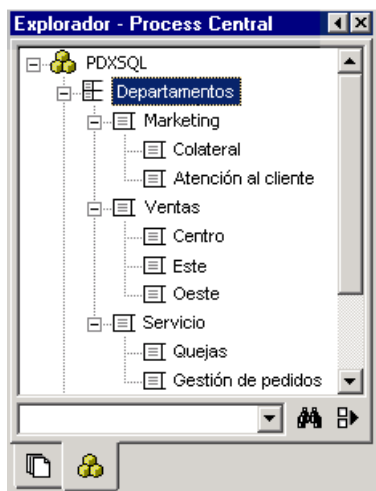 Explorador - Process Central
PDXSQL
Departamentos
Marketing
Colateral
Atención al cliente
Ventas
Centro
Este
Oeste
Servicio
Quejas
Gestión de pedidos